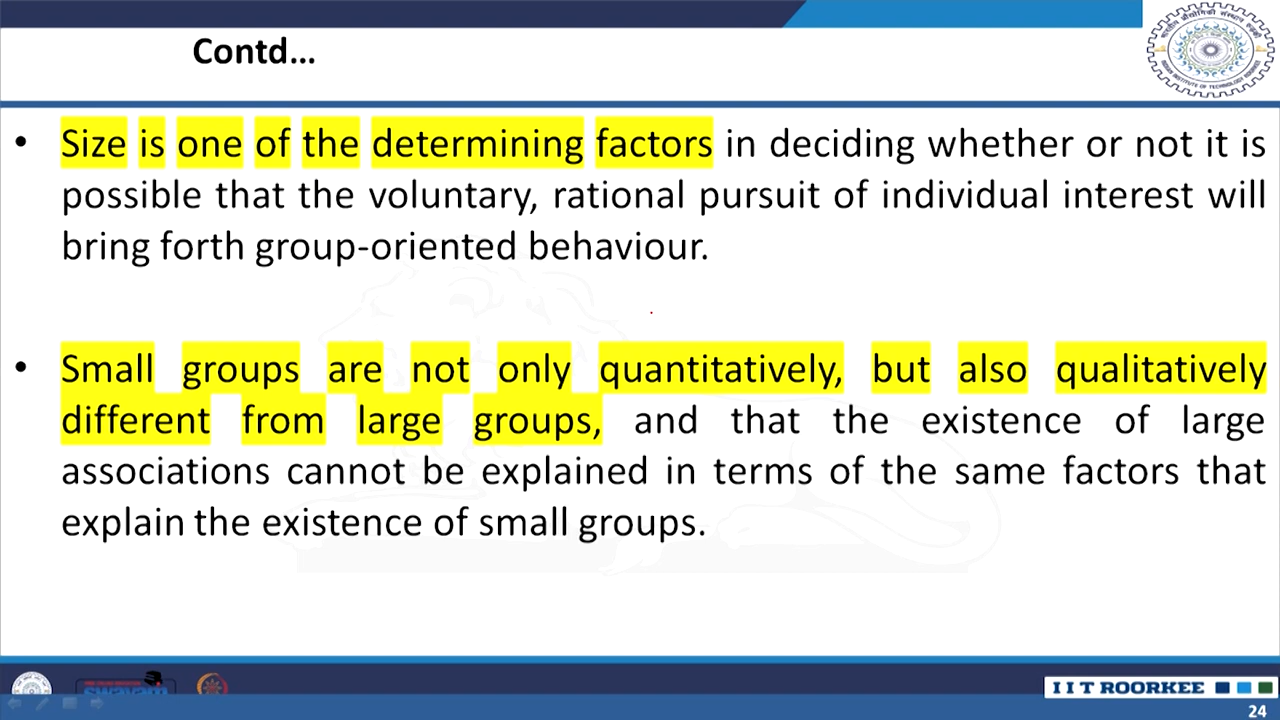 Contd…
• Size is one of the determining factors in deciding whether or not it is
possible that the voluntary, rational pursuit of individual interest will
bring forth group-oriented behaviour.
• Small groups are not only quantitatively, but also qualitatively
different from large groups, and that the existence of large
associations cannot be explained in terms of the same factors that
explain the existence of small groups.
swayam
I I T ROORKEE
24